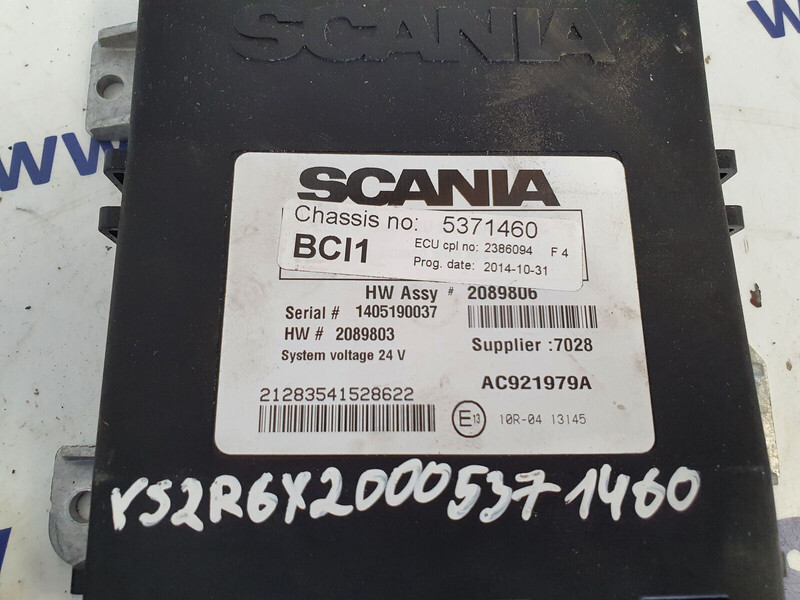 SCANIA
SCANIA
Chassis no: 5371460
BCI1 ECU cpl no: 2386094 F 4
Prog. date: 2014-10-31
HW Assy # 2089806
Serial # 1405190037
HW # 2089803 Supplier :7028
System voltage 24 V
AC921979A
21283541528622
E13 10R-04 13145
VS2R6X20005371460